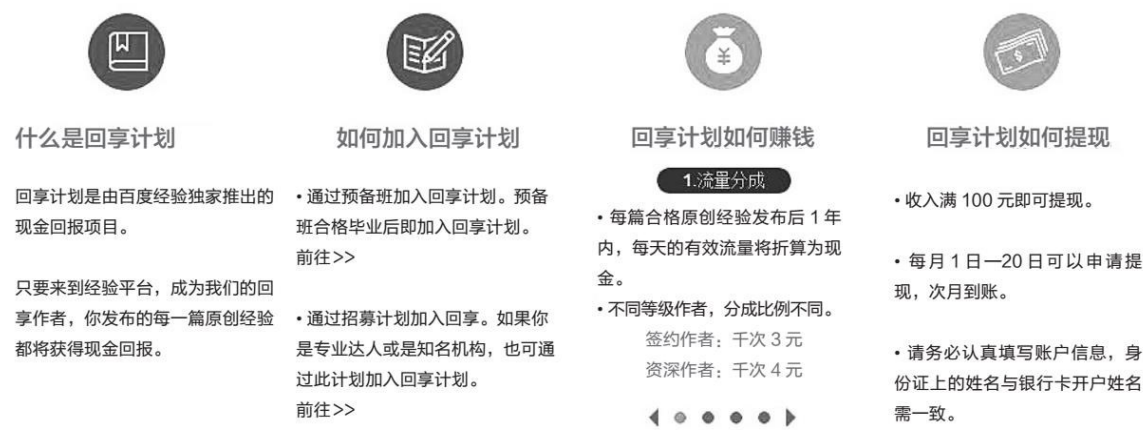 什么是回享计划
回享计划是由百度经验独家推出的
现金回报项目。
只要来到经验平台，成为我们的回
享作者，你发布的每一篇原创经验
都将获得现金回报。
如何加入回享计划
• 通过预备班加入回享计划。预备
班合格毕业后即加入回享计划。
前往>>
• 通过招募计划加入回享。如果你
是专业达人或是知名机构，也可通
过此计划加入回享计划。
前往>>
¥
回享计划如何赚钱
1.流量分成
• 每篇合格原创经验发布后 1 年
内，每天的有效流量将折算为现
金。
• 不同等级作者，分成比例不同。
签约作者：千次 3 元
资深作者：千次 4 元
$
回享计划如何提现
• 收入满 100 元即可提现。
• 每月 1 日—20 日可以申请提
现，次月到账。
• 请务必认真填写账户信息，身
份证上的姓名与银行卡开户姓名
需一致。